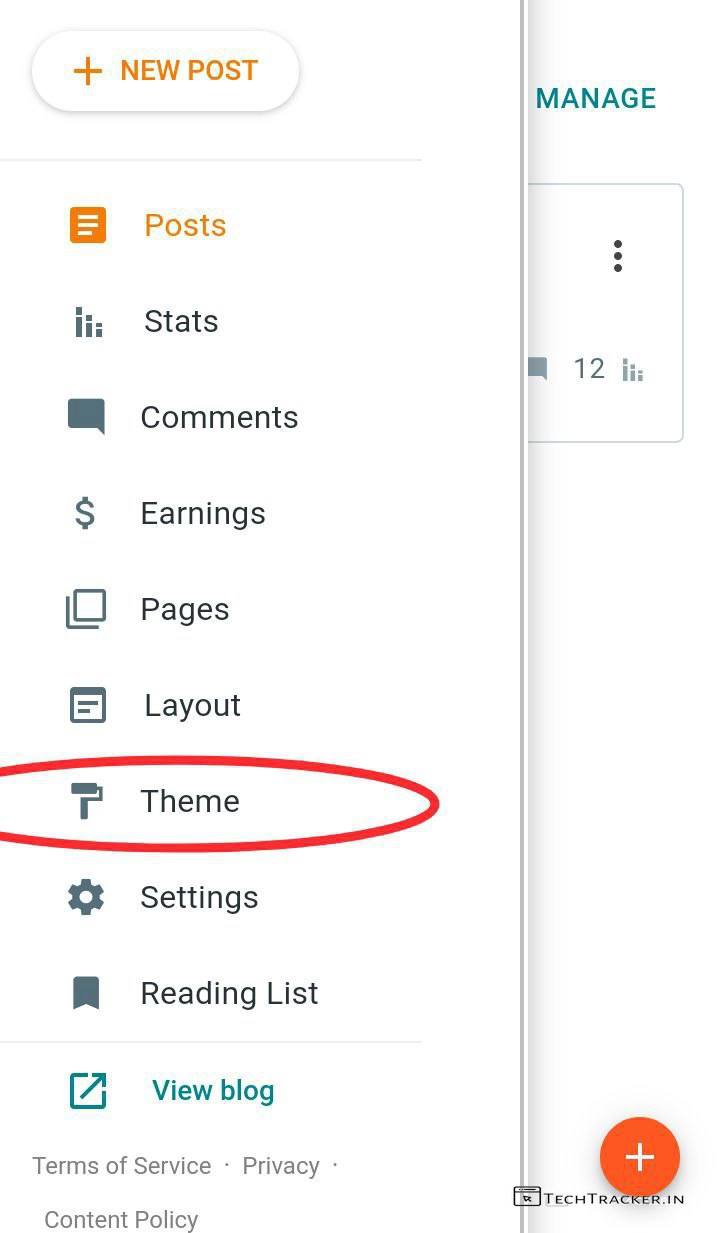 NEW POST
MANAGE
Posts
Stats
12
Comments
Earnings
Pages
Layout
Theme
Settings
Reading List
View blog
Terms of Service · Privacy ·
TECHTRACKER.IN
Content Policy